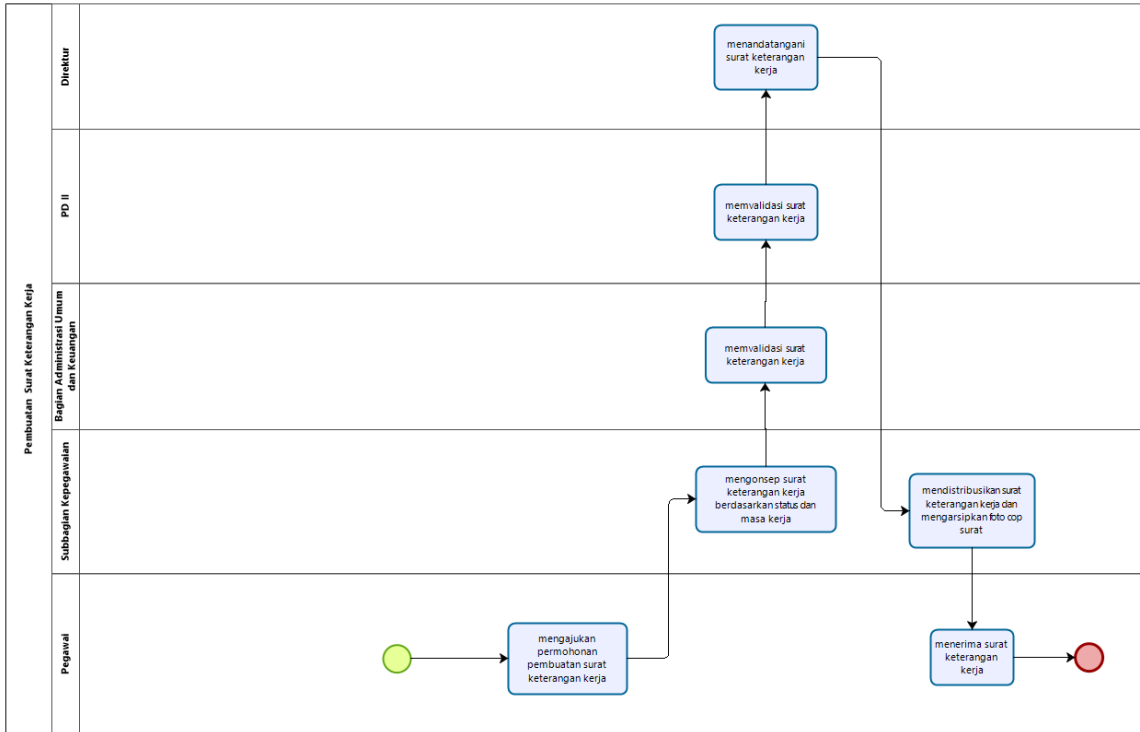 Pembuatan Surat Keterangan Kerja
Direktur
menandatangani
surat keterangan
kerja
PD II
memvalidasi surat
keterangan kerja
Bagian Administrasi Umum
dan Keuangan
memvalidasi surat
keterangan kerja
Subbagian Kepegawaian
mengonsep surat
keterangan kerja
berdasarkan status dan
masa kerja
mendistribusikan surat
keterangan kerja dan
mengarsipkan foto cop
surat
Pegawai
mengajukan
permohonan
pembuatan surat
keterangan kerja
menerima surat
keterangan
kerja